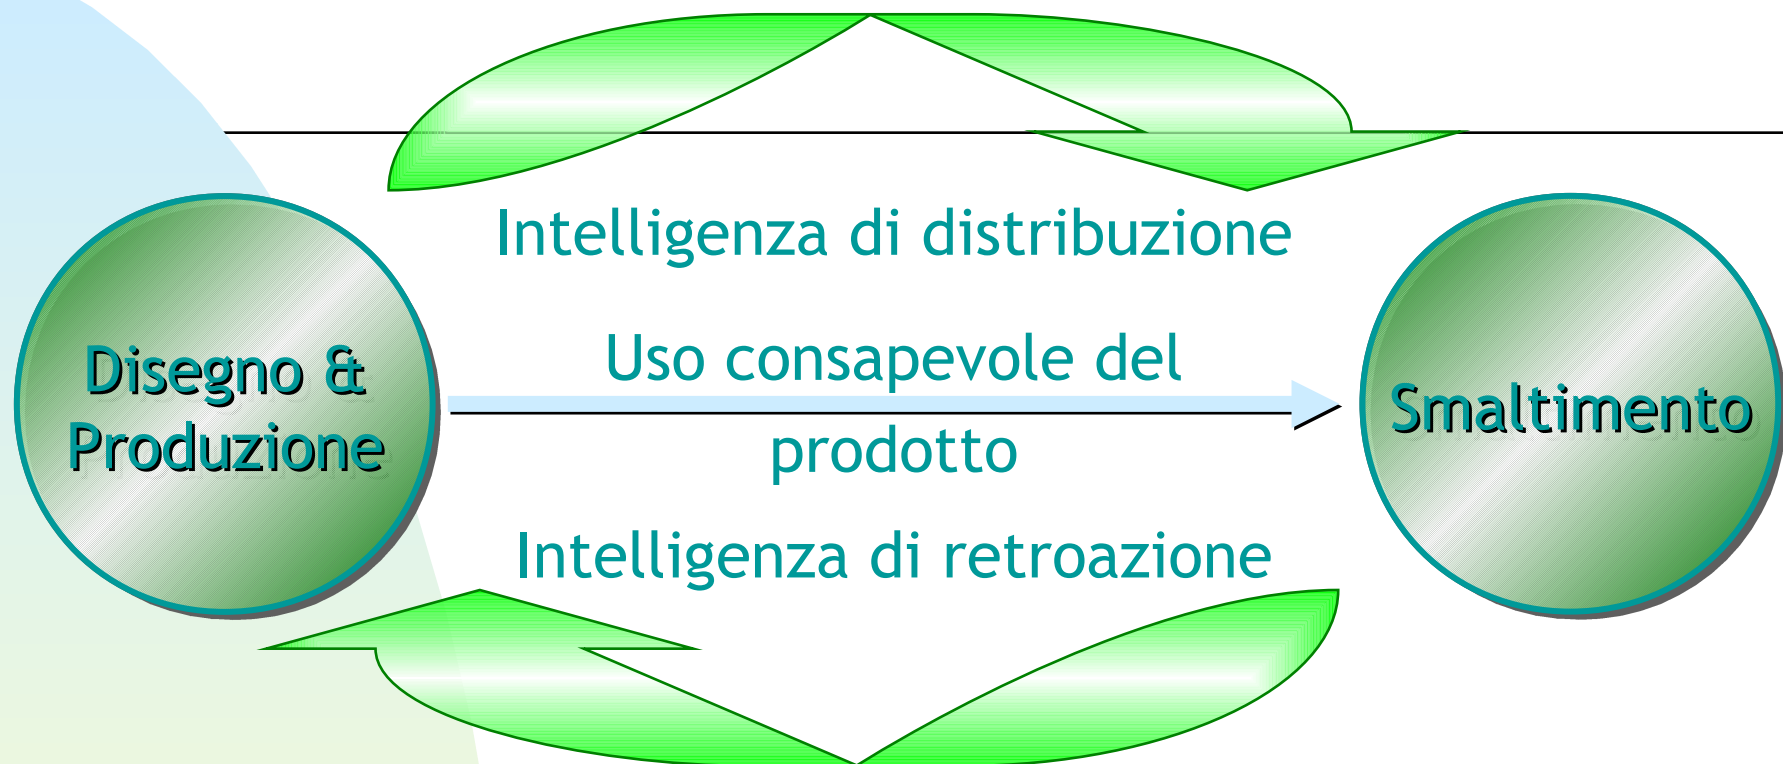 Intelligenza di distribuzione
Disegno &
Produzione
Uso consapevole del
prodotto
Smaltimento
Intelligenza di retroazione